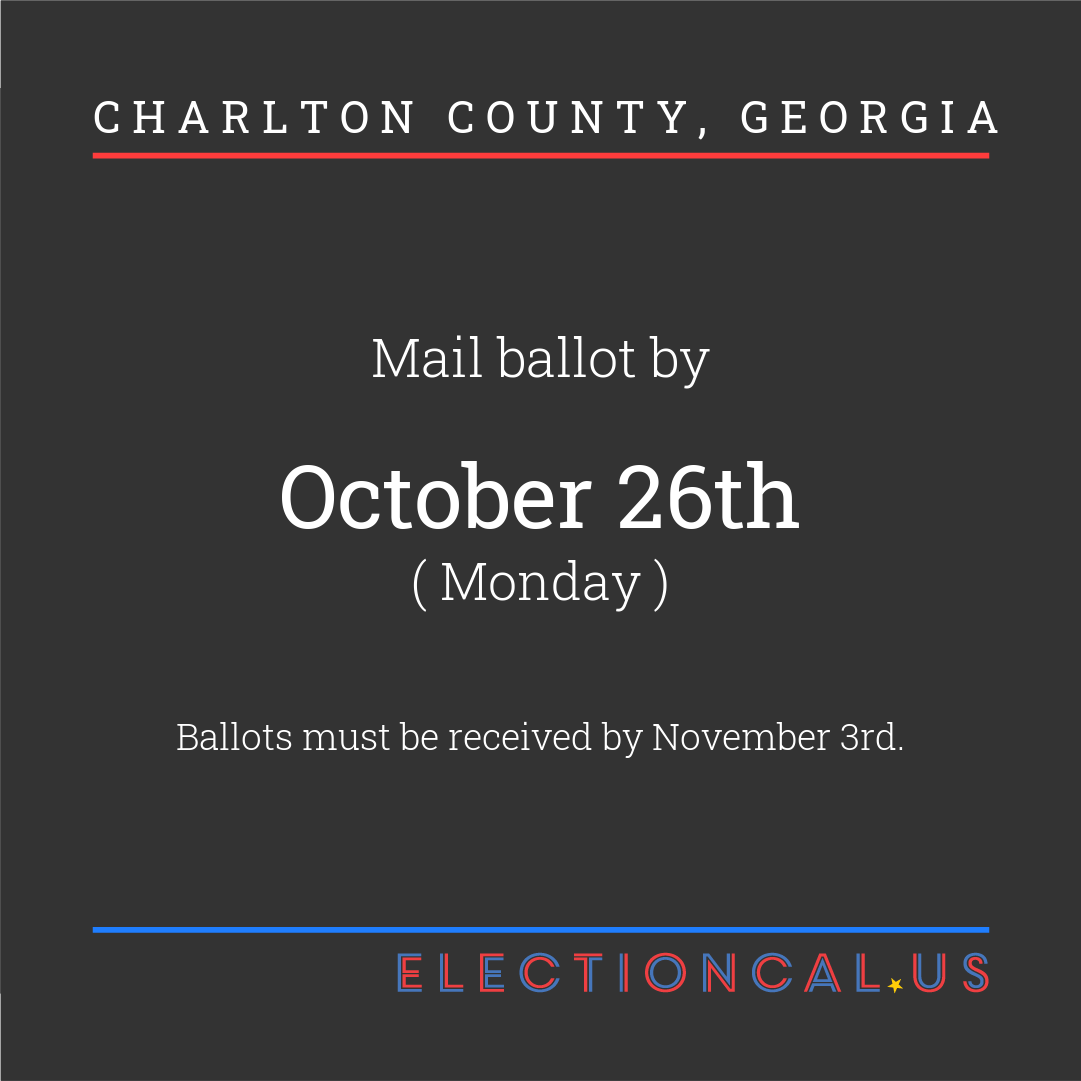 CHARLTON COUNTY, GEORGIA
Mail ballot by
October 26th
( Monday )
Ballots must be received by November 3rd.
ELECTIONCAL.US